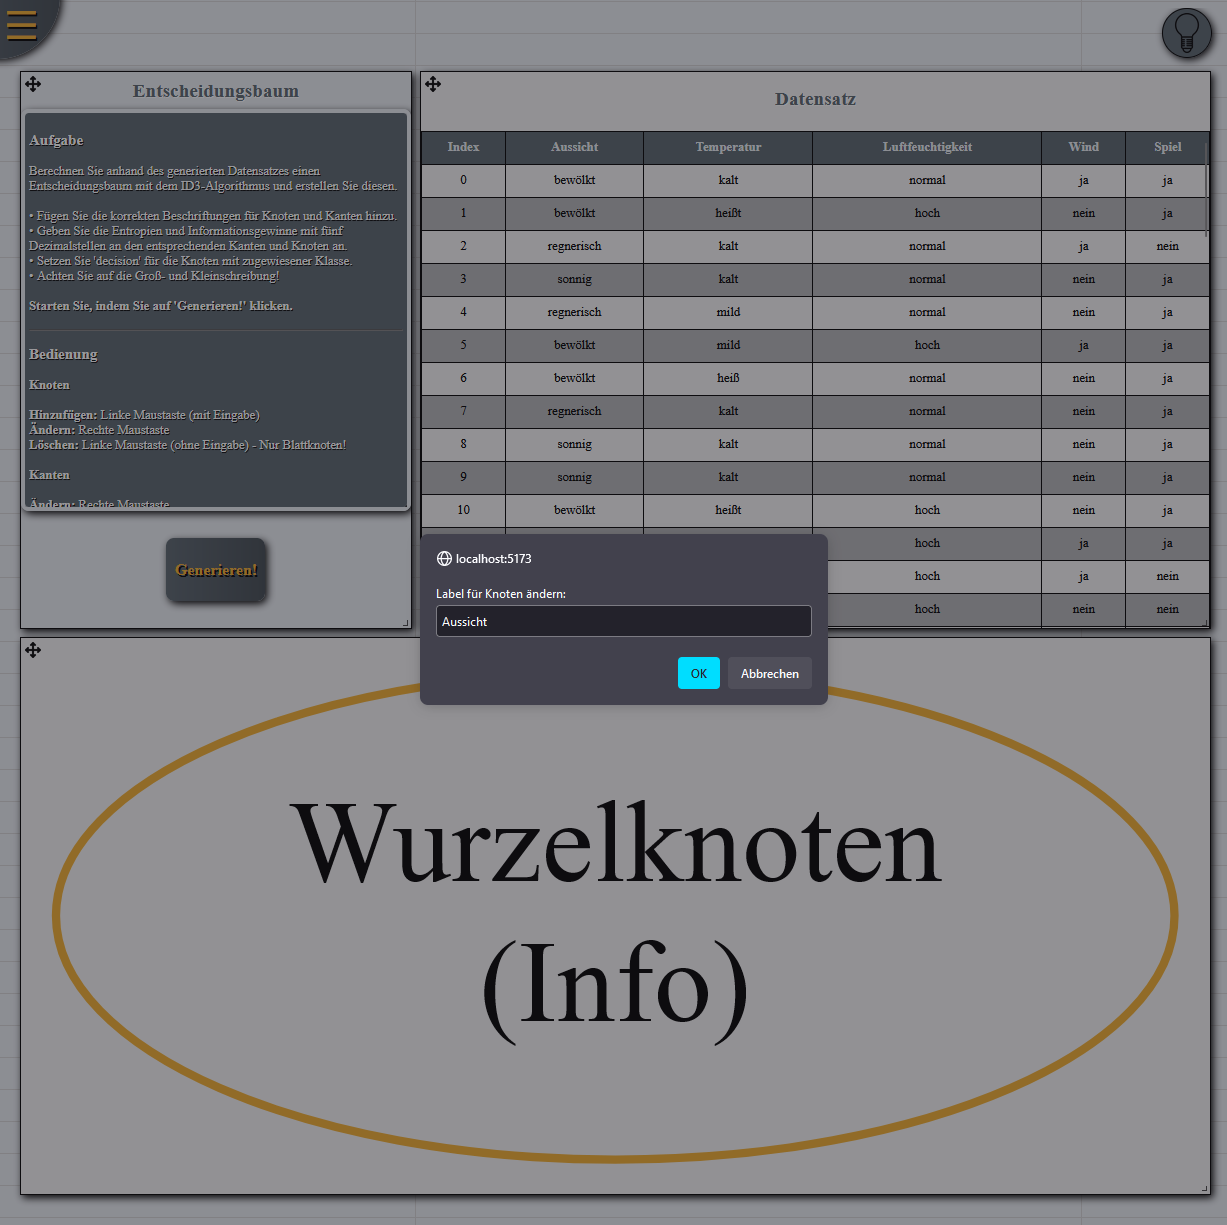 Entscheidungsbaum
Aufgabe
Berechnen Sie anhand des generierten Datensatzes einen
Entscheidungsbaum mit dem ID3-Algorithmus und erstellen Sie diesen.
• Fügen Sie die korrekten Beschriftungen für Knoten und Kanten hinzu.
• Geben Sie die Entropien und Informationsgewinne mit fünf
Dezimalstellen an den entsprechenden Kanten und Knoten an.
• Setzen Sie 'decision' für die Knoten mit zugewiesener Klasse.
• Achten Sie auf die Groß- und Kleinschreibung!
Starten Sie, indem Sie auf 'Generieren!' klicken.
Bedienung
Knoten
Hinzufügen: Linke Maustaste (mit Eingabe)
Ändern: Rechte Maustaste
Löschen: Linke Maustaste (ohne Eingabe) - Nur Blattknoten!
Kanten
Ändern: Rechte Maustaste
Generieren!
Datensatz
Index Aussicht Temperatur Luftfeuchtigkeit Wind Spiel
0 bewölkt kalt normal ja ja
1 bewölkt heißt hoch nein ja
2 regnerisch kalt normal ja nein
3 sonnig kalt normal nein ja
4 regnerisch mild normal nein ja
5 bewölkt mild hoch ja ja
6 bewölkt heiß normal nein ja
7 regnerisch kalt normal nein ja
8 sonnig kalt normal nein ja
9 sonnig kalt normal nein ja
10 bewölkt heißt hoch nein ja
hoch ja ja
hoch ja nein
hoch nein nein
localhost:5173
Label für Knoten ändern:
Aussicht
OK Abbrechen
Wurzelknoten
(Info)